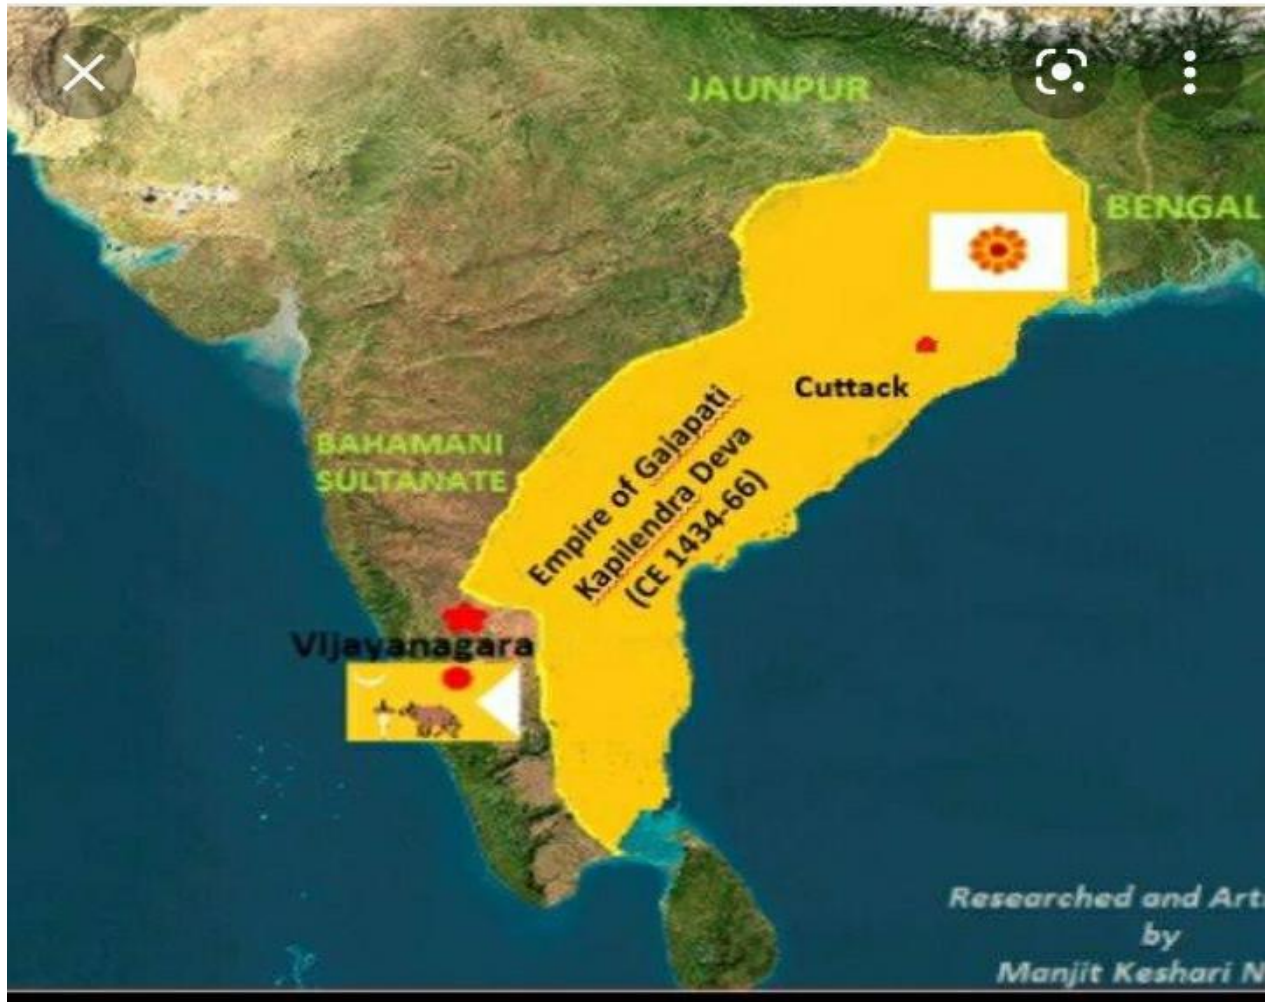 JAUNPUR
BENGAL
Cuttack
BAHAMANI
SULTANATE
Empire of Gajapati
Kapilendra Deva
(CE 1434-66)
Vijayanagara
Researched and Art
by
Manjit Keshari N